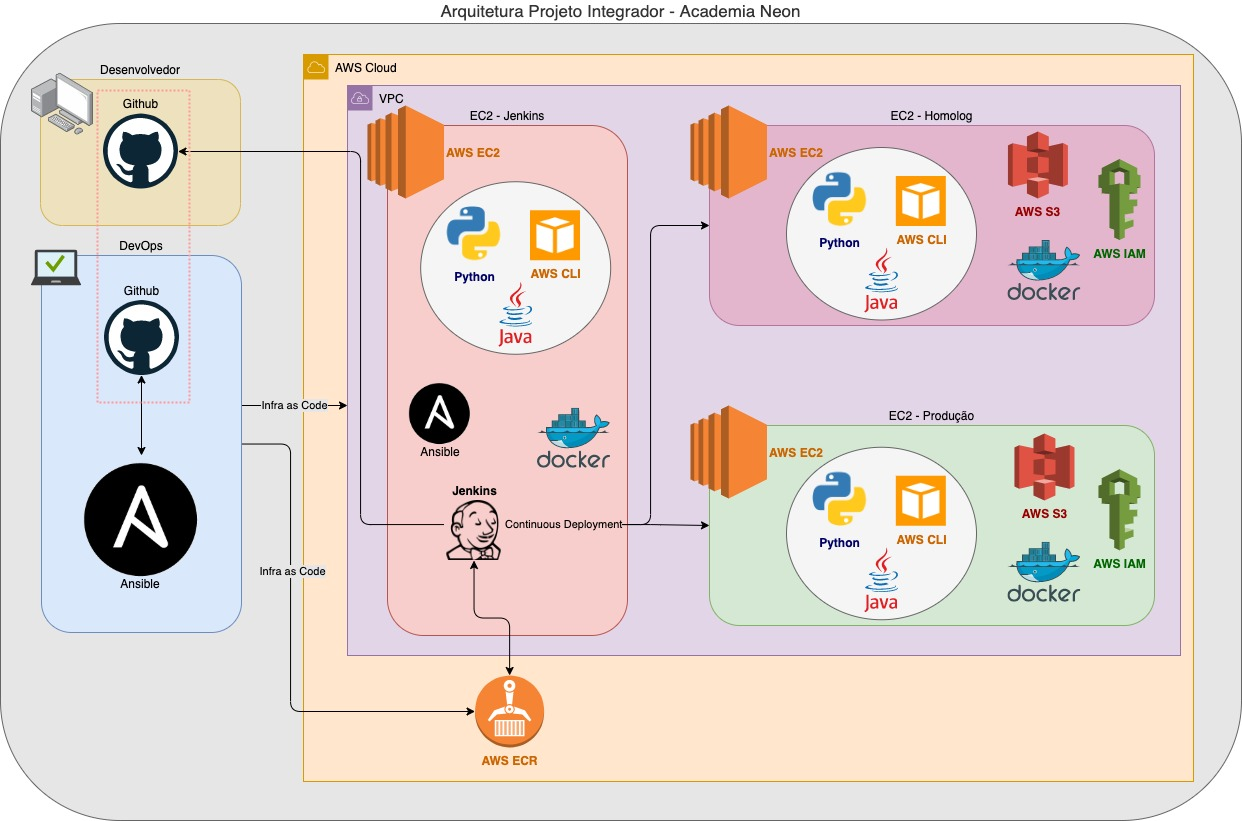 Arquitetura Projeto Integrador - Academia Neon
Desenvolvedor
Github
DevOps
Github
Ansible
Infra as Code
Infra as Code
AWS Cloud
VPC
EC2 - Jenkins
AWS EC2
Python
AWS CLI
Java
Ansible
docker
Jenkins
Continuous Deployment
AWS ECR
EC2 - Homolog
AWS EC2
Python
AWS CLI
Java
AWS S3
AWS IAM
docker
EC2 - Produção
AWS EC2
Python
AWS CLI
Java
AWS S3
AWS IAM
docker